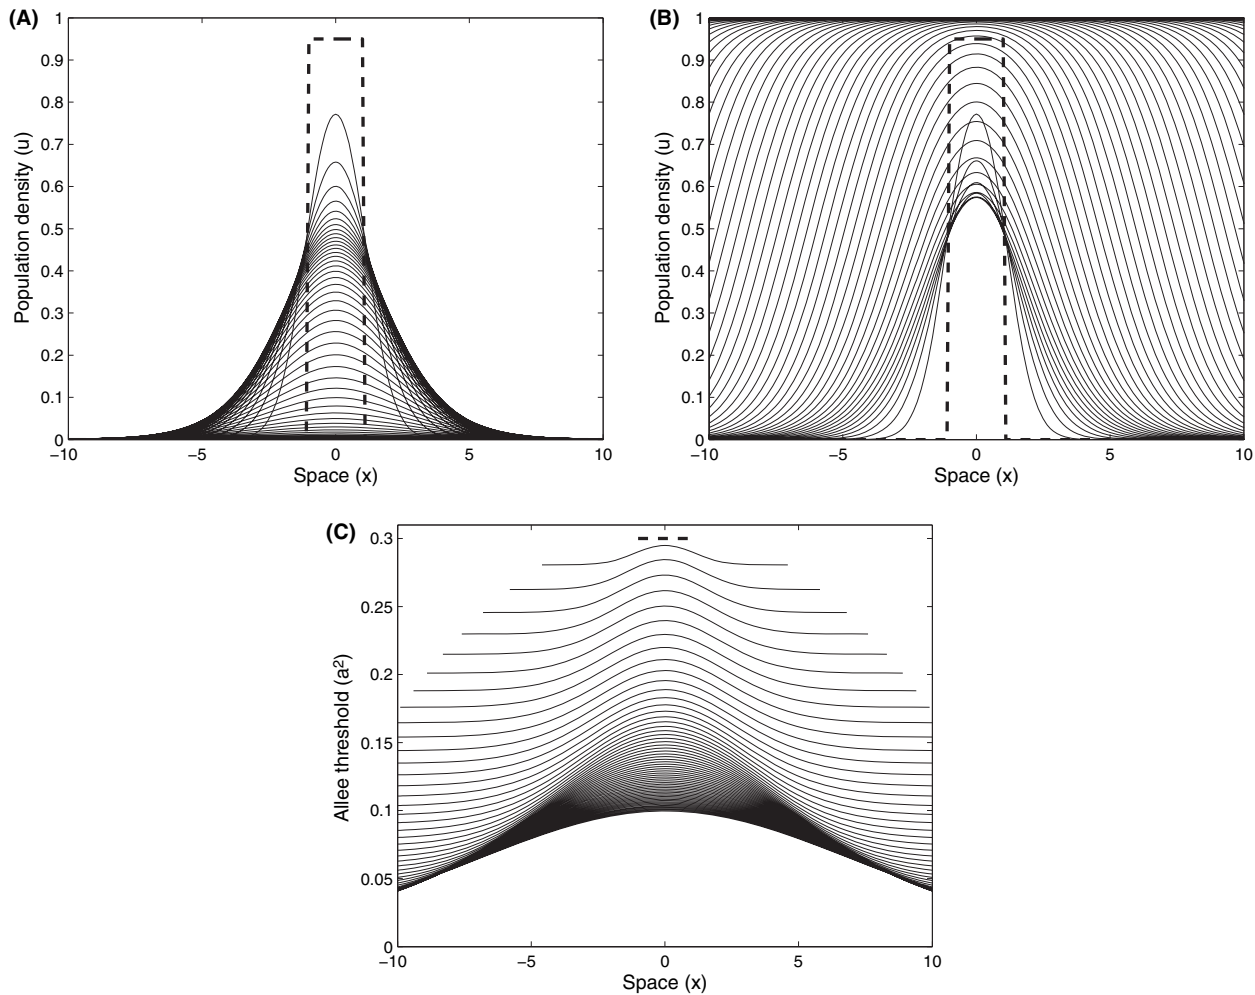 (A)
1
0.9
0.8
0.7
0.6
0.5
0.4
0.3
0.2
0.1
0
Population density (u)
−10 −5 0 5 10
Space (x)
(B)
1
0.9
0.8
0.7
0.6
0.5
0.4
0.3
0.2
0.1
0
Population density (u)
−10 −5 0 5 10
Space (x)
(C)
0.3
0.25
0.2
0.15
0.1
0.05
0
Allee threshold (a²)
−10 −5 0 5 10
Space (x)